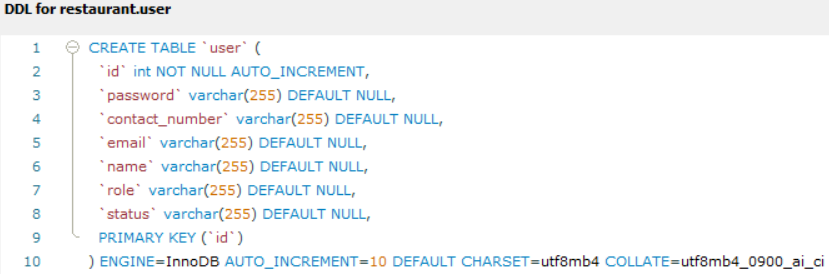 DDL for restaurant.user
1 CREATE TABLE `user` (
2 `id` int NOT NULL AUTO_INCREMENT,
3 `password` varchar(255) DEFAULT NULL,
4 `contact_number` varchar(255) DEFAULT NULL,
5 `email` varchar(255) DEFAULT NULL,
6 `name` varchar(255) DEFAULT NULL,
7 `role` varchar(255) DEFAULT NULL,
8 `status` varchar(255) DEFAULT NULL,
9 PRIMARY KEY (`id`)
10 ) ENGINE=InnoDB AUTO_INCREMENT=10 DEFAULT CHARSET=utf8mb4 COLLATE=utf8mb4_0900_ai_ci